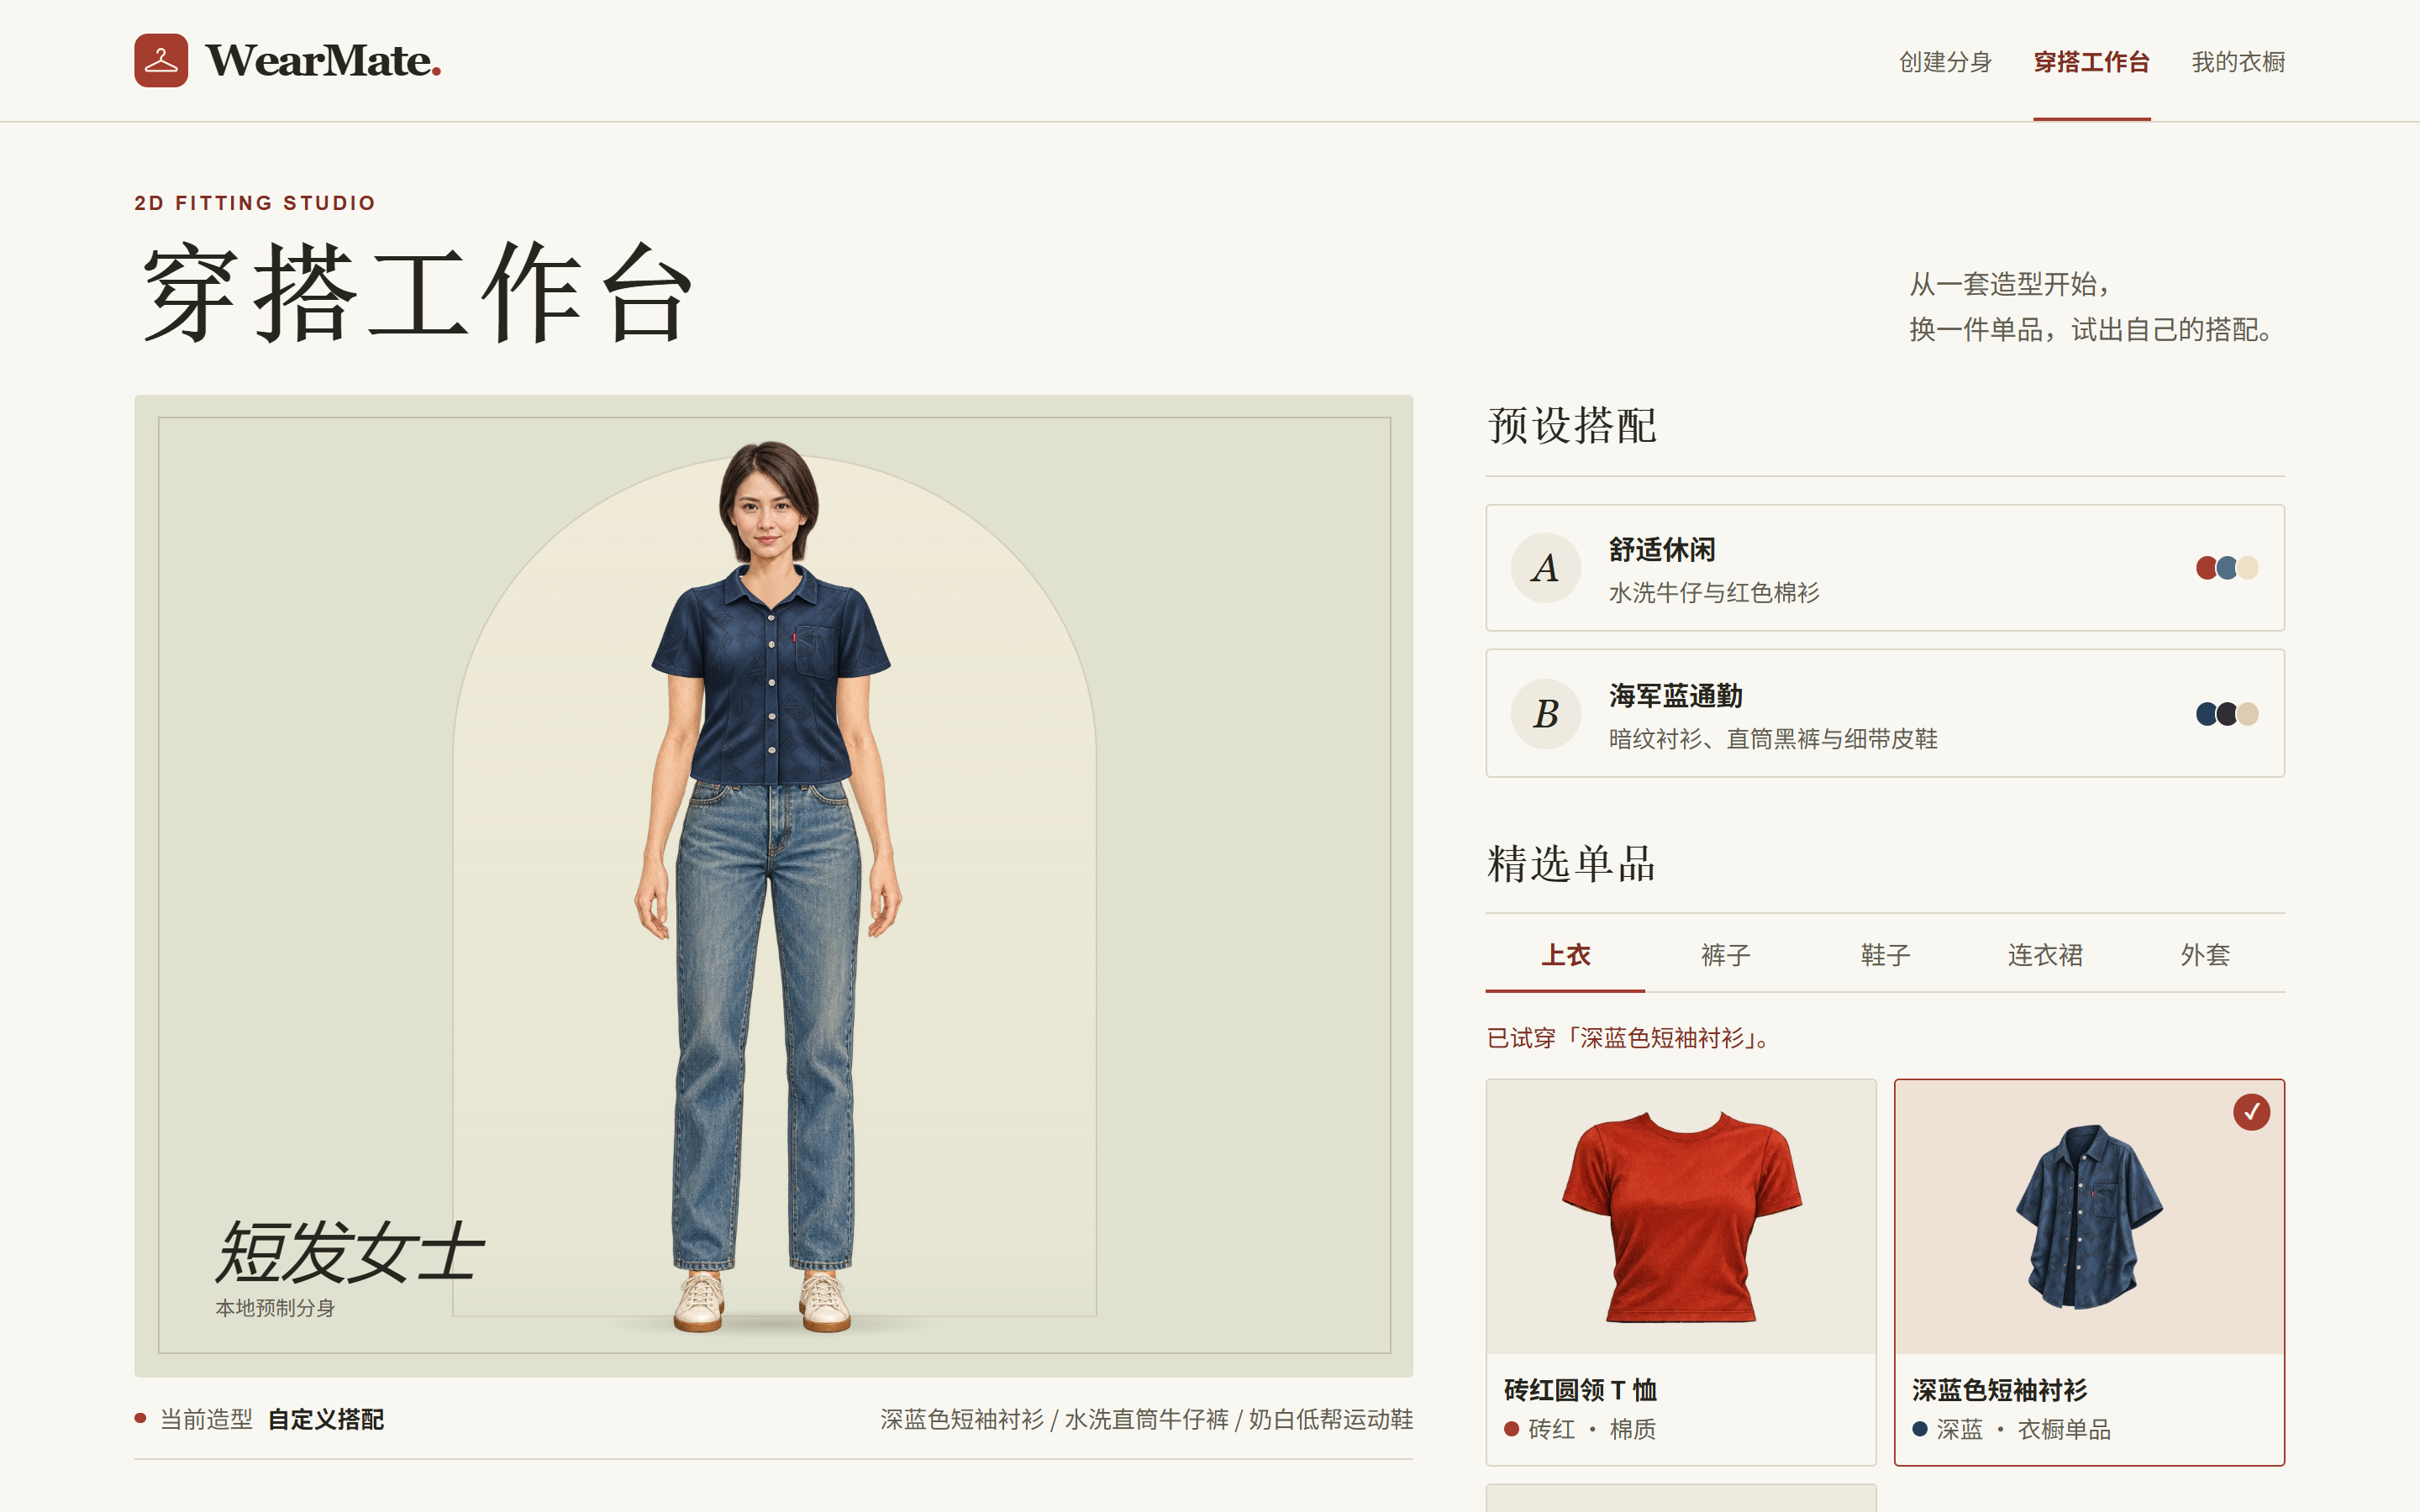 WearMate.
创建分身
穿搭工作台
我的衣橱
2D FITTING STUDIO
穿搭工作台
从一套造型开始，
换一件单品，试出自己的搭配。
短发女士
本地预制分身
当前造型 自定义搭配
深蓝色短袖衬衫 / 水洗直筒牛仔裤 / 奶白低帮运动鞋
预设搭配
A
舒适休闲
水洗牛仔与红色棉衫
B
海军蓝通勤
暗纹衬衫、直筒黑裤与细带皮鞋
精选单品
上衣
裤子
鞋子
连衣裙
外套
已试穿「深蓝色短袖衬衫」。
砖红圆领 T 恤
砖红 · 棉质
深蓝色短袖衬衫
深蓝 · 衣橱单品